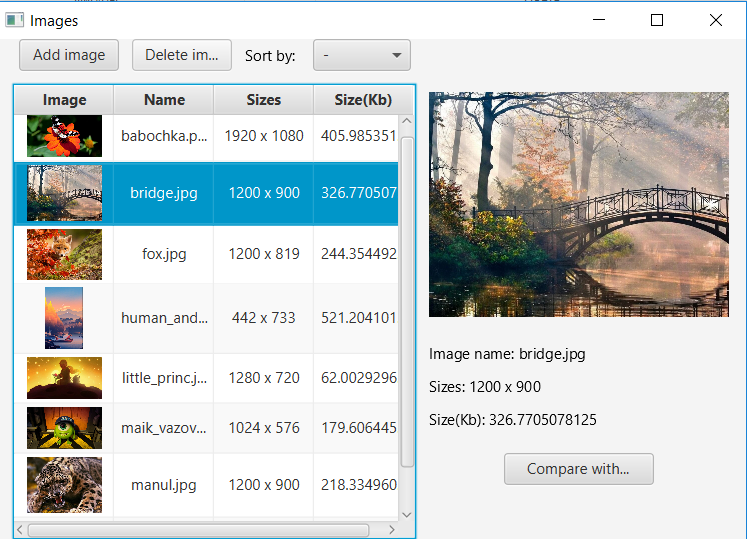 Images
Add image Delete im... Sort by: -
Image Name Sizes Size(Kb)
babochka.p... 1920 x 1080 405.985351
bridge.jpg 1200 x 900 326.770507
fox.jpg 1200 x 819 244.354492
human_and... 442 x 733 521.204101
little_princ.j... 1280 x 720 62.0029296
maik_vazov... 1024 x 576 179.606445
manul.jpg 1200 x 900 218.334960
Image name: bridge.jpg
Sizes: 1200 x 900
Size(Kb): 326.7705078125
Compare with...